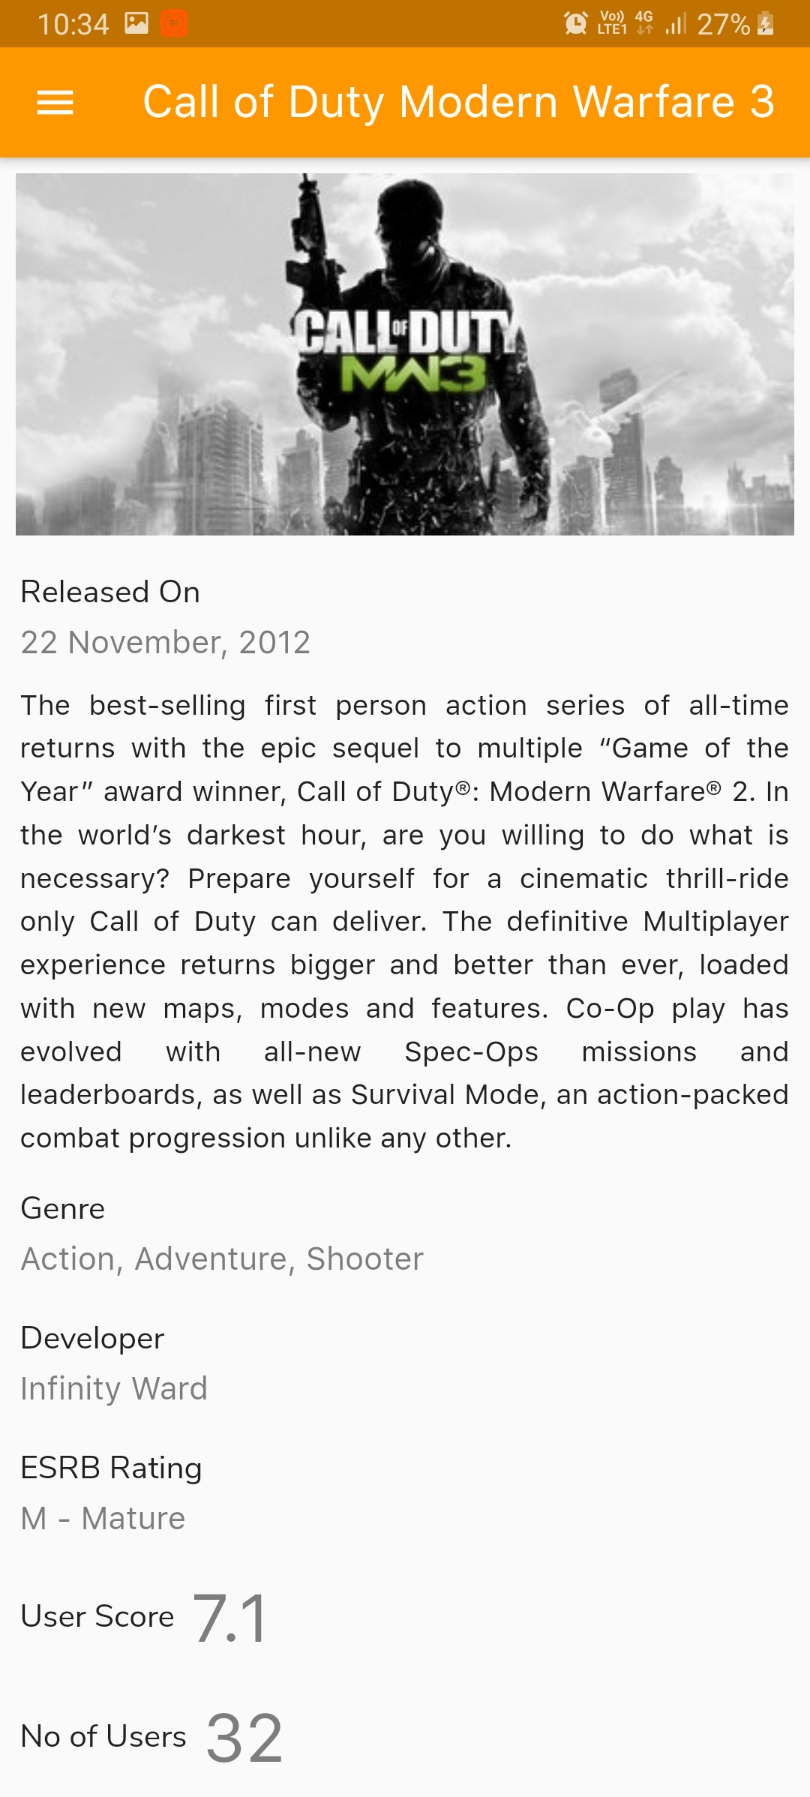 10:34 Vo)) LTE1 4G 27%
Call of Duty Modern Warfare 3
CALL OF DUTY
MW3
Released On
22 November, 2012
The best-selling first person action series of all-time
returns with the epic sequel to multiple “Game of the
Year” award winner, Call of Duty®: Modern Warfare® 2. In
the world’s darkest hour, are you willing to do what is
necessary? Prepare yourself for a cinematic thrill-ride
only Call of Duty can deliver. The definitive Multiplayer
experience returns bigger and better than ever, loaded
with new maps, modes and features. Co-Op play has
evolved with all-new Spec-Ops missions and
leaderboards, as well as Survival Mode, an action-packed
combat progression unlike any other.
Genre
Action, Adventure, Shooter
Developer
Infinity Ward
ESRB Rating
M - Mature
User Score 7.1
No of Users 32